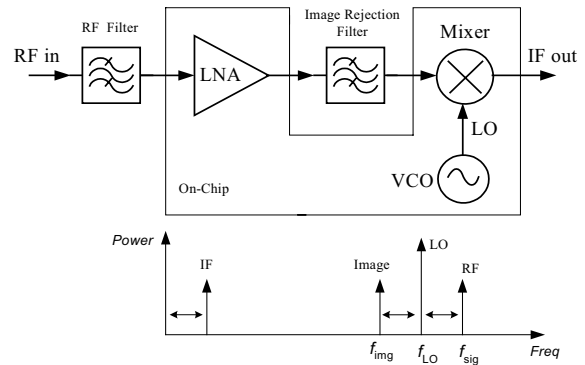 RF Filter
Image Rejection
Filter
Mixer
RF in
LNA
IF out
LO
VCO
On-Chip
Power
IF
Image
LO
RF
fimg
fLO
fsig
Freq